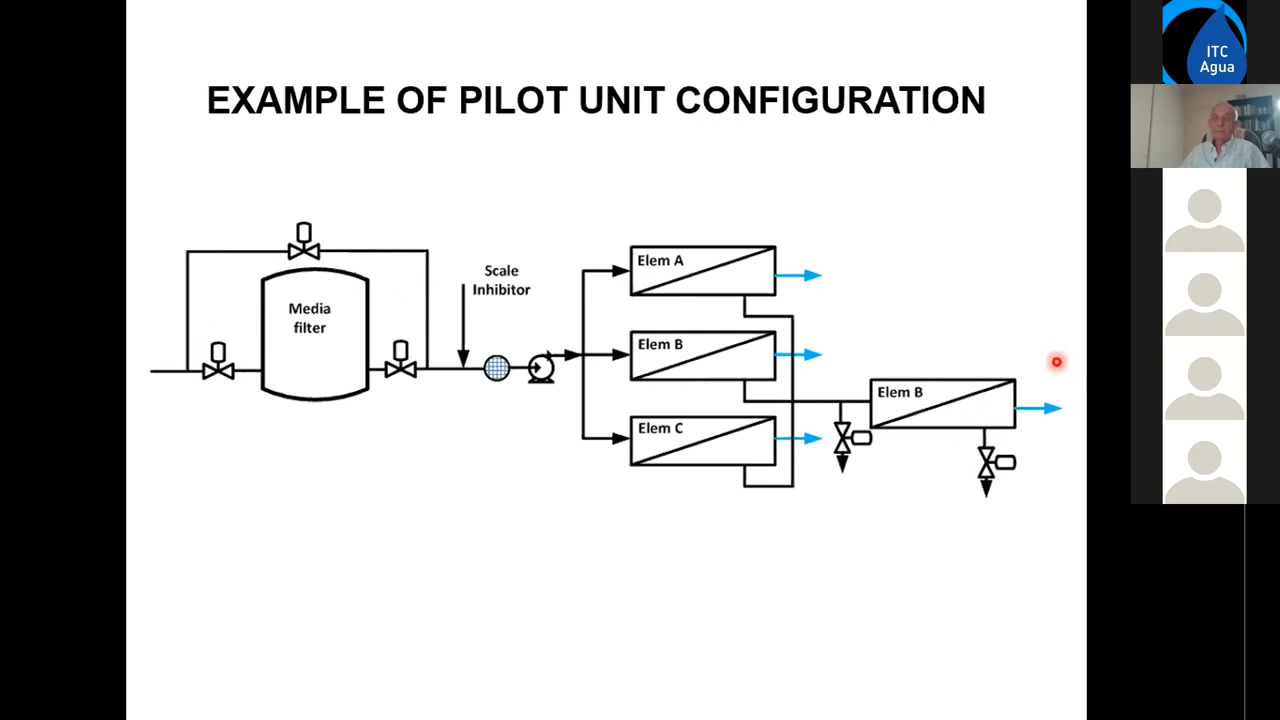 EXAMPLE OF PILOT UNIT CONFIGURATION
ITC
Agua
Media
filter
Scale
Inhibitor
Elem A
Elem B
Elem C
Elem B